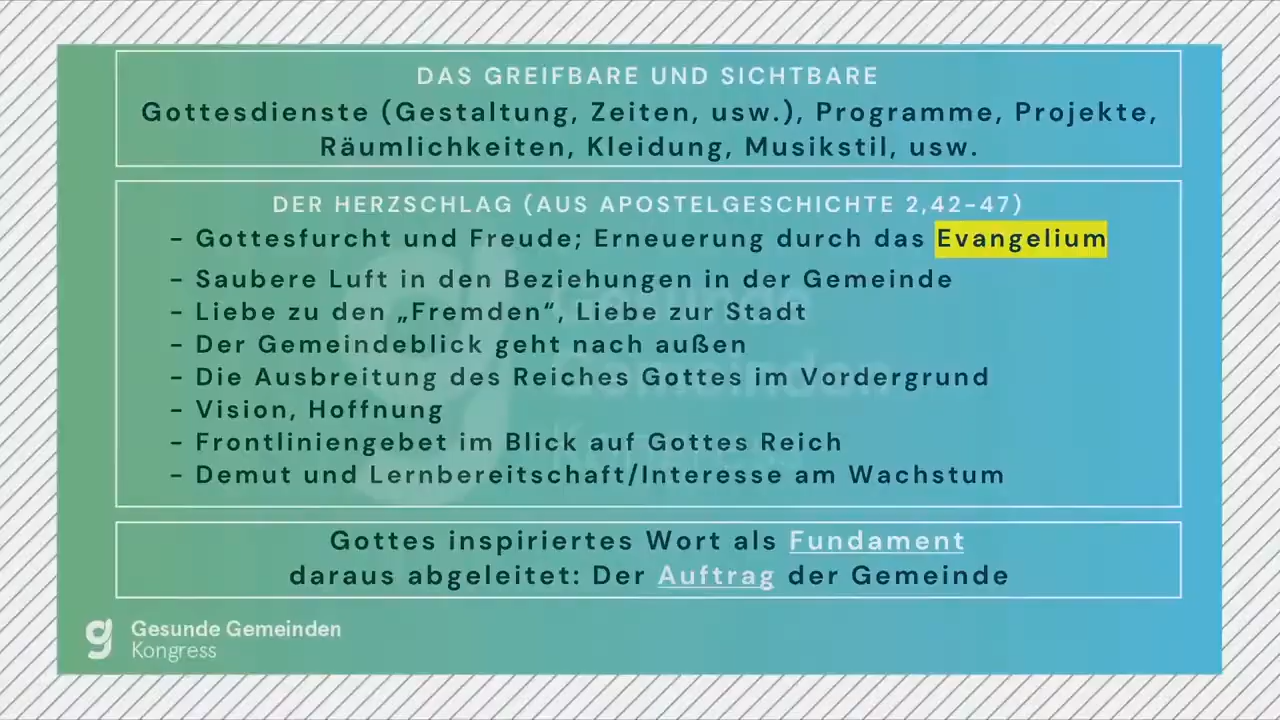 DAS GREIFBARE UND SICHTBARE
Gottesdienste (Gestaltung, Zeiten, usw.), Programme, Projekte,
Räumlichkeiten, Kleidung, Musikstil, usw.
DER HERZSCHLAG (AUS APOSTELGESCHICHTE 2,42-47)
- Gottesfurcht und Freude; Erneuerung durch das Evangelium
- Saubere Luft in den Beziehungen in der Gemeinde
- Liebe zu den „Fremden“, Liebe zur Stadt
- Der Gemeindeblick geht nach außen
- Die Ausbreitung des Reiches Gottes im Vordergrund
- Vision, Hoffnung
- Frontliniengebet im Blick auf Gottes Reich
- Demut und Lernbereitschaft/Interesse am Wachstum
Gottes inspiriertes Wort als Fundament
daraus abgeleitet: Der Auftrag der Gemeinde
Gesunde Gemeinden
Kongress